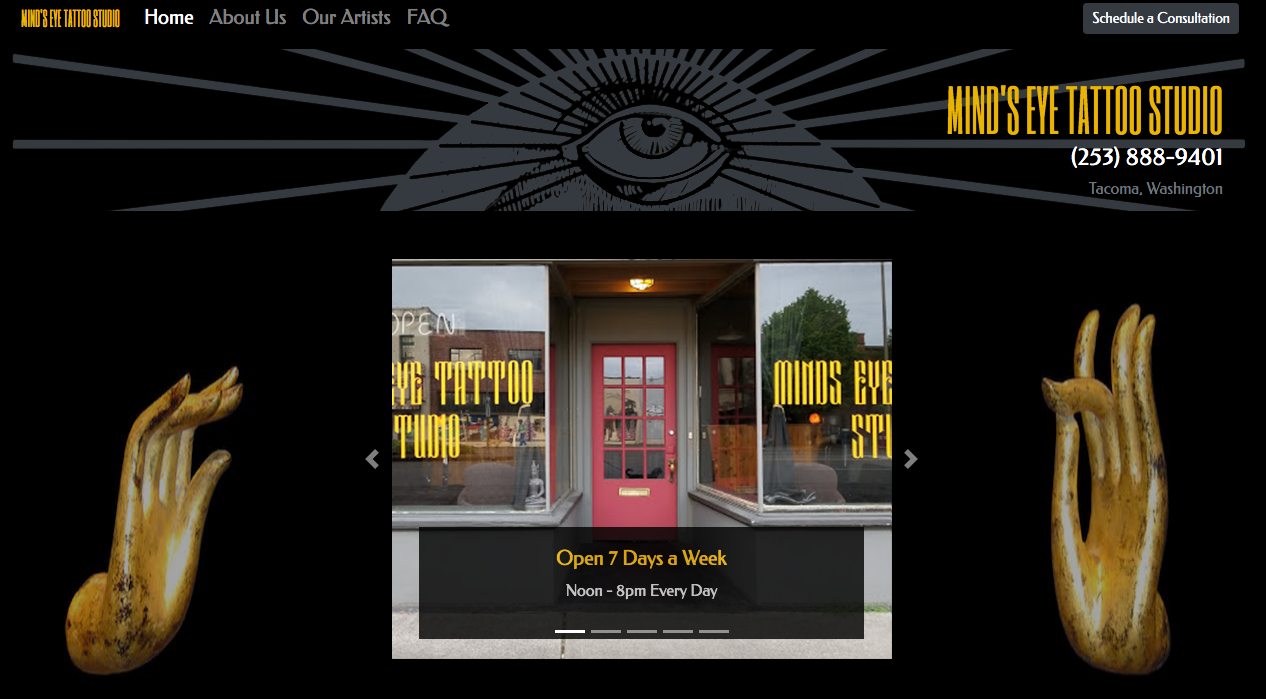 MIND'S EYE TATTOO STUDIO
Home
About Us
Our Artists
FAQ
Schedule a Consultation
MIND'S EYE TATTOO STUDIO
(253) 888-9401
Tacoma, Washington
OPEN
EYE TATTOO
TUDIO
MINDS EYE
STU
Open 7 Days a Week
Noon - 8pm Every Day